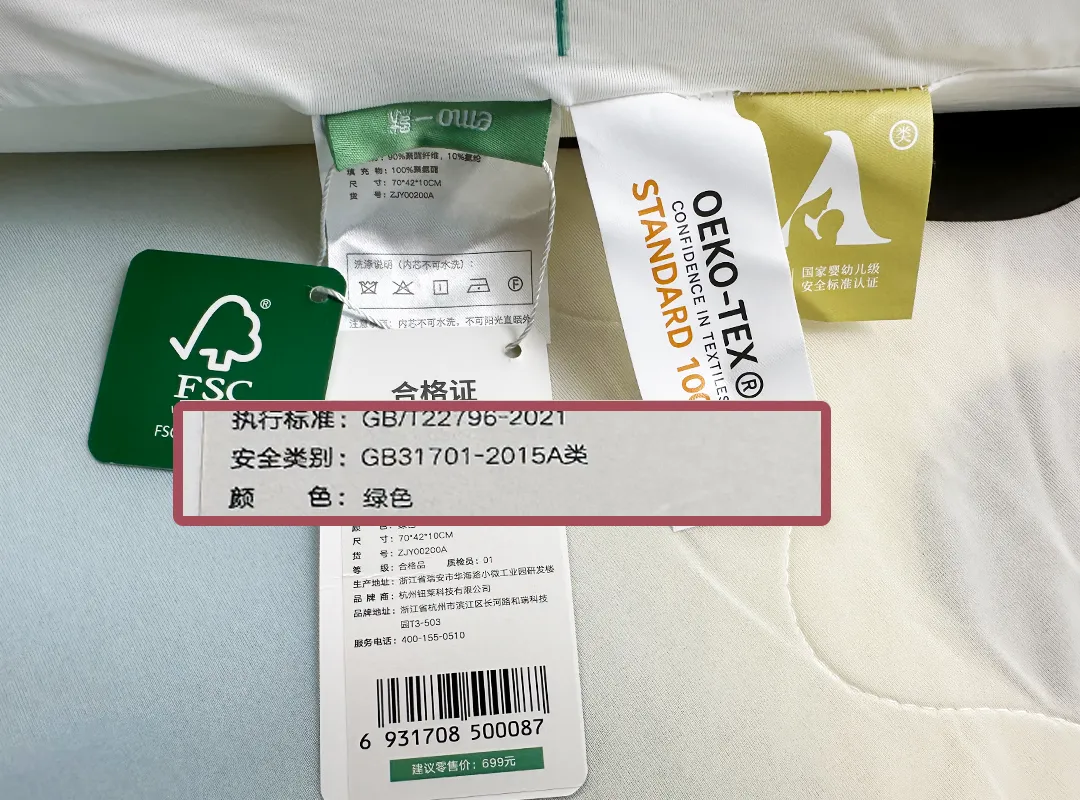 90%聚酯纤维，10%氨纶
填 充 物：100%聚氨酯
尺 寸：70*42*10CM
货 号：ZJY00200A
洗涤说明（内芯不可水洗）：
F
内芯不可水洗，不可阳光直晒
合格证
FSC
®
OEKO-TEX®
CONFIDENCE IN TEXTILES
STANDARD 100
类
A
国家婴幼儿级
安全标准认证
执行标准：GB/T22796-2021
安全类别：GB31701-2015A类
颜 色：绿色
颜 色：绿色
尺 寸：70*42*10CM
货 号：ZJY00200A
等 级：合格品 质检员：01
生产地址：浙江省瑞安市华海路小微工业园研发楼
品 牌 商：杭州钮莱科技有限公司
品牌地址：浙江省杭州市滨江区长河路和瑞科技
园T3-503
服务电话：400-155-0510
6 931708 500087
建议零售价：699元